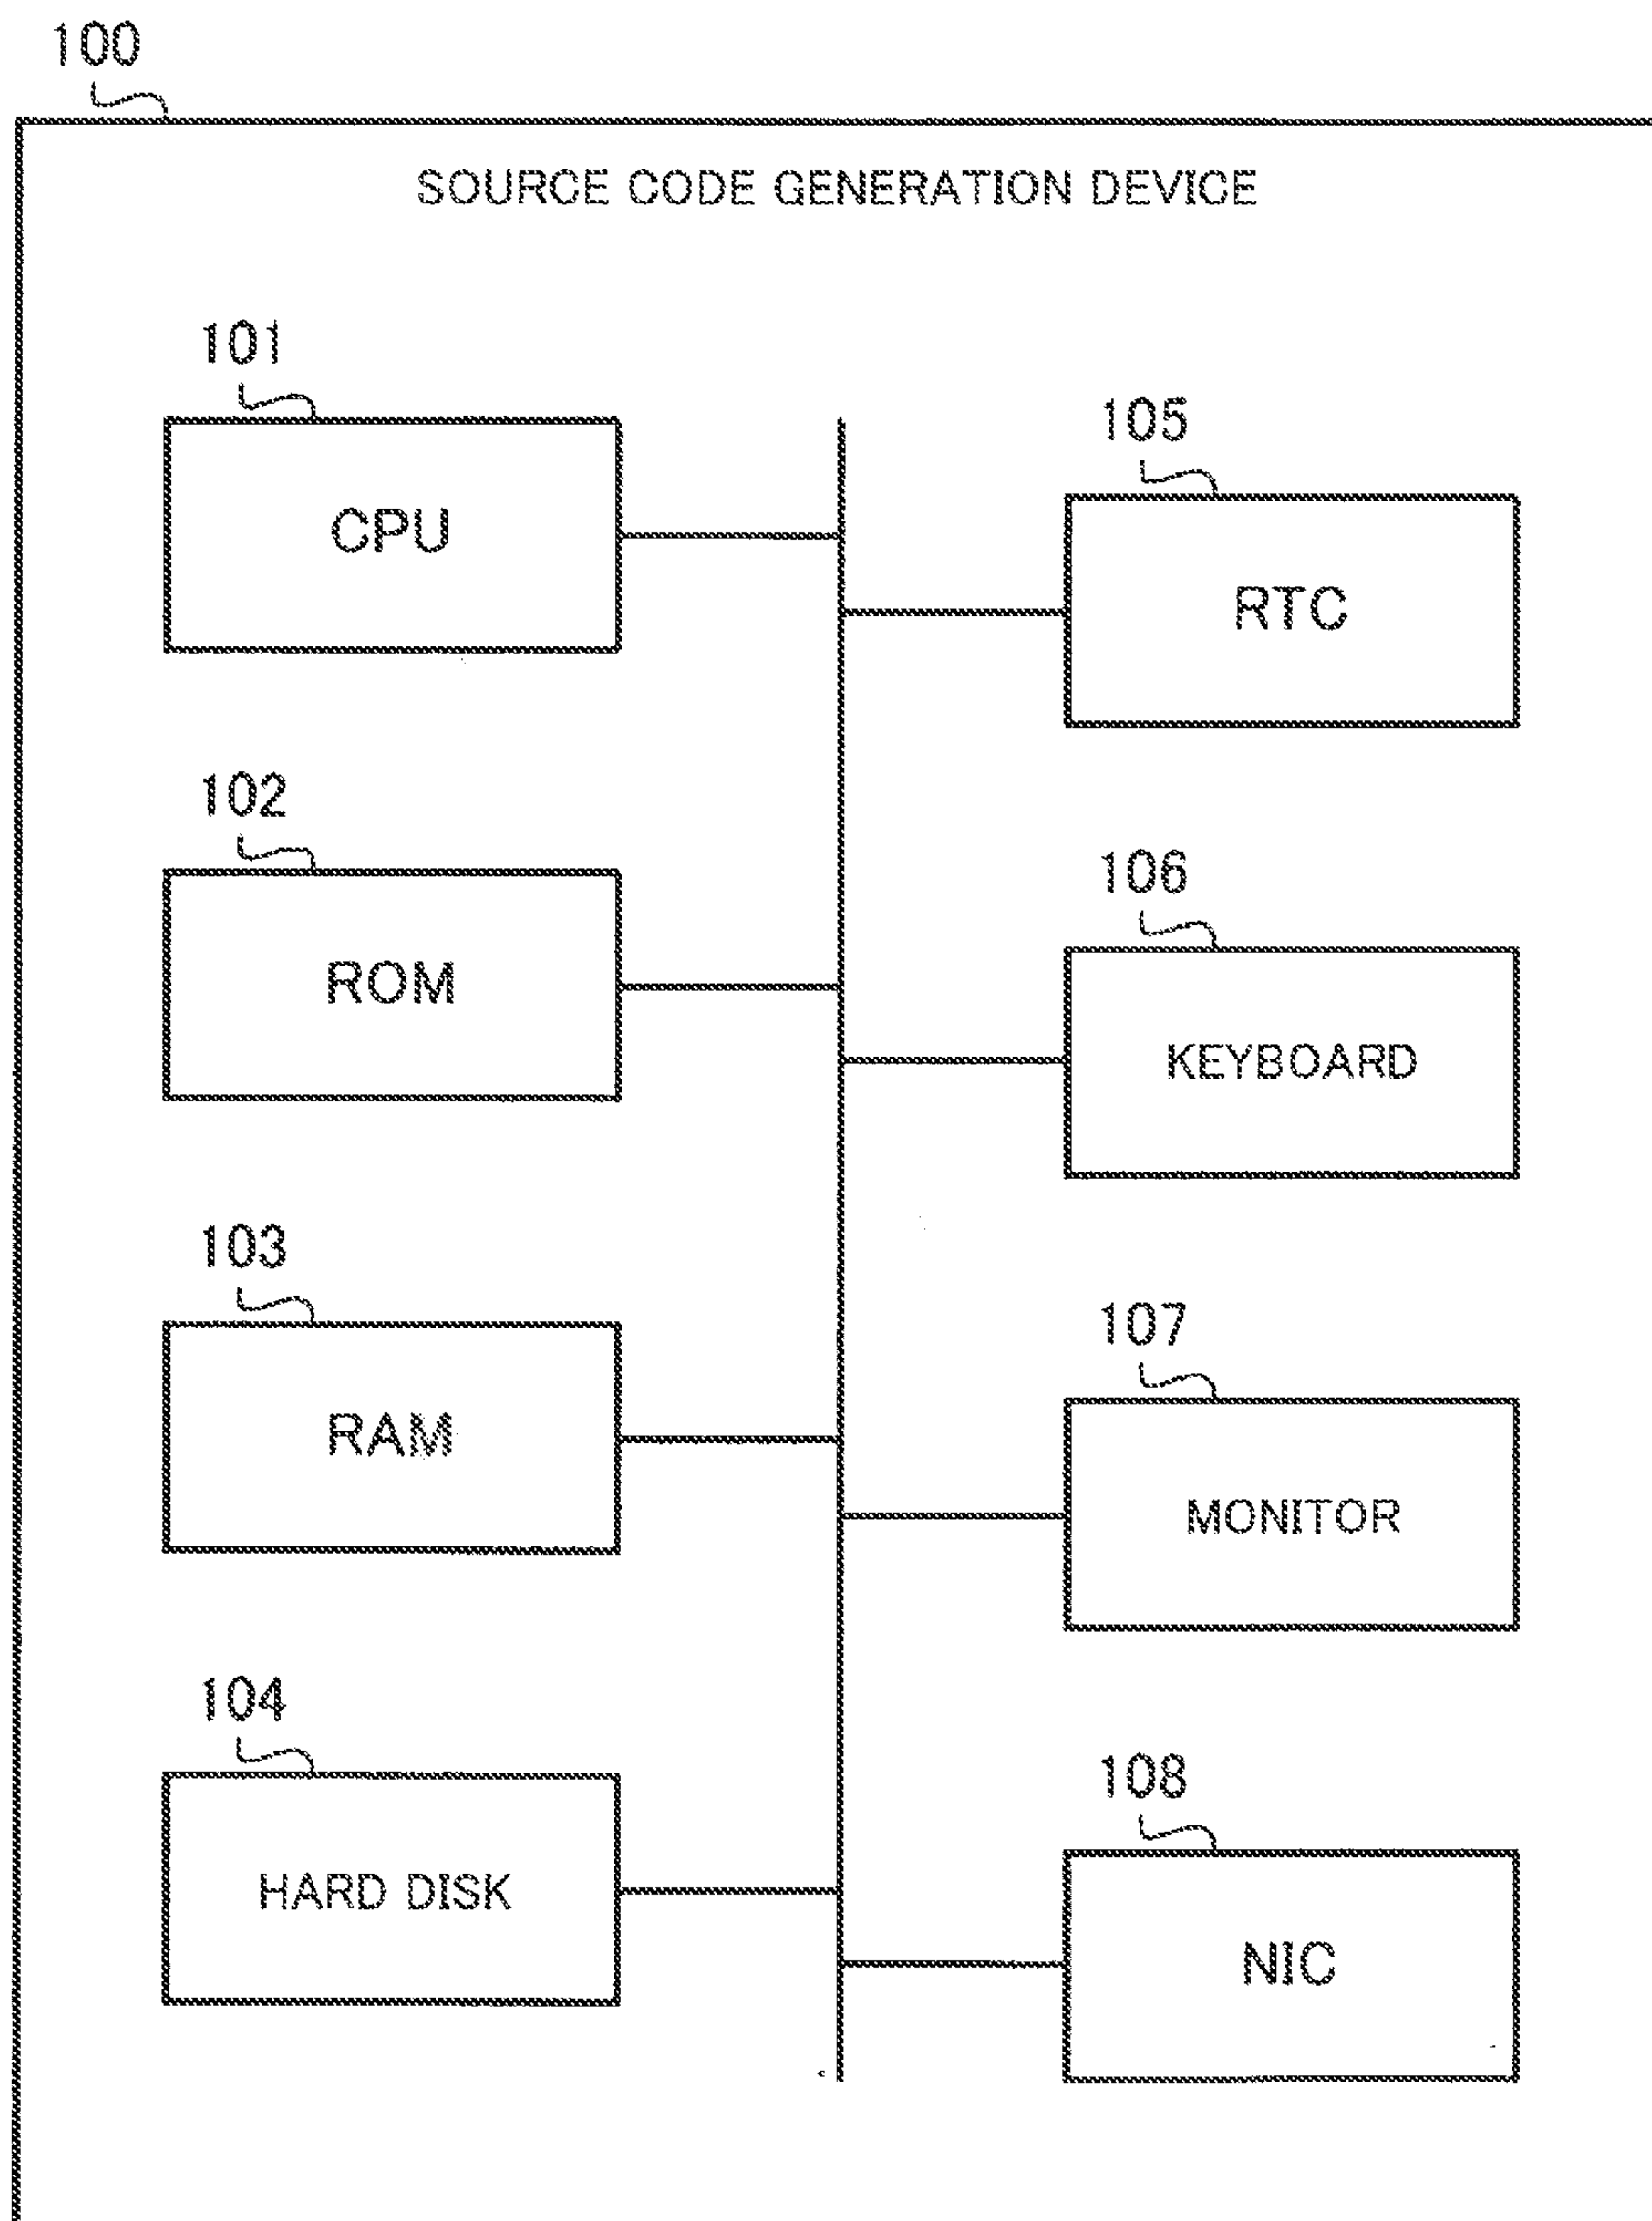 100
SOURCE CODE GENERATION DEVICE
101
CPU
105
RTC
102
ROM
106
KEYBOARD
103
RAM
107
MONITOR
104
HARD DISK
108
NIC